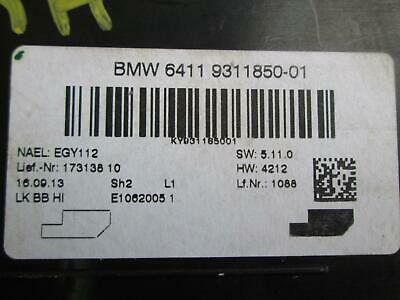 BMW 6411 9311850-01
KY931185001
NAEL: EGY112 SW: 5.11.0
Lief.-Nr: 173138 10 HW: 4212
16.09.13 Sh2 L1 Lf.Nr.: 1088
LK BB HI E1062005 1